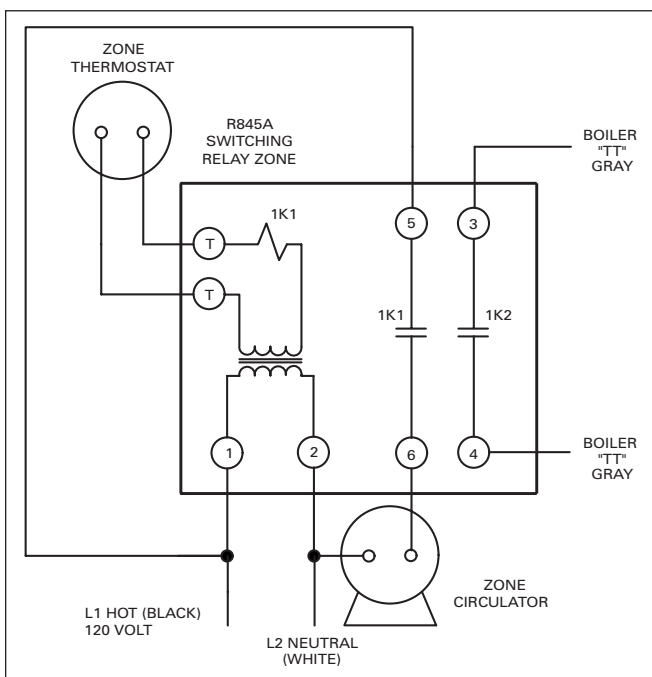 ZONE
THERMOSTAT
R845A
SWITCHING
RELAY ZONE
BOILER
"TT"
GRAY
1K1
T
T
5
3
1K1
1K2
1
2
6
4
BOILER
"TT"
GRAY
ZONE
CIRCULATOR
L1 HOT (BLACK)
120 VOLT
L2 NEUTRAL
(WHITE)